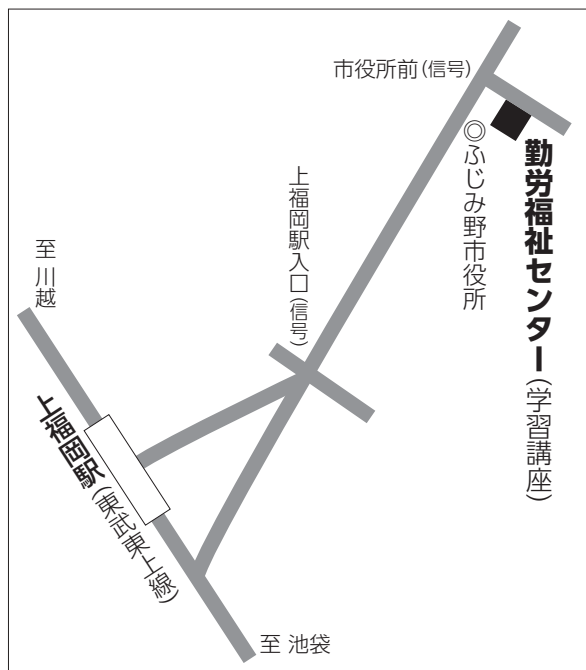 市役所前(信号)
勤労福祉センター(学習講座)
◎ふじみ野市役所
上福岡駅入口(信号)
至 川越
上福岡駅(東武東上線)
至 池袋